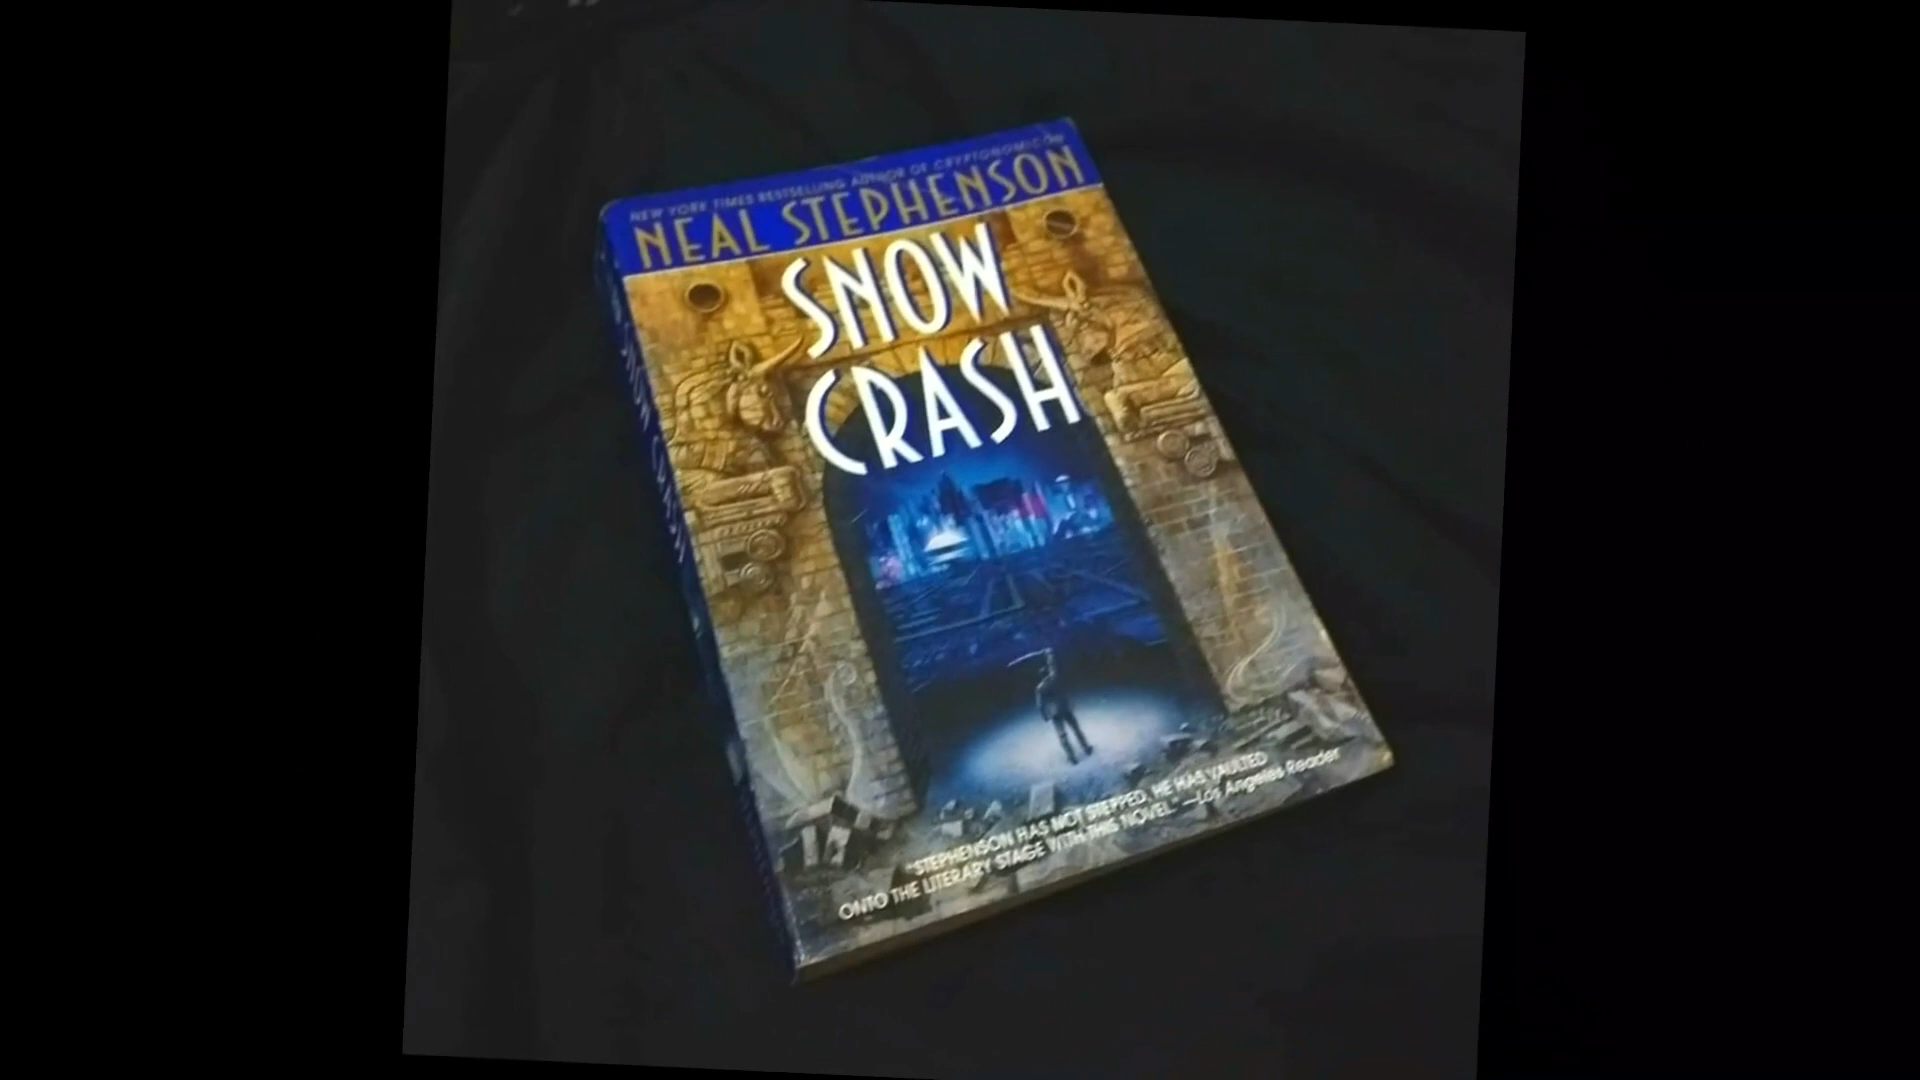 NEW YORK TIMES BESTSELLING AUTHOR OF CRYPTONOMICON
NEAL STEPHENSON
SNOW
CRASH
"STEPHENSON HAS NOT STEPPED, HE HAS VAULTED
ONTO THE LITERARY STAGE WITH THIS NOVEL." —Los Angeles Reader
SNOW CRASH